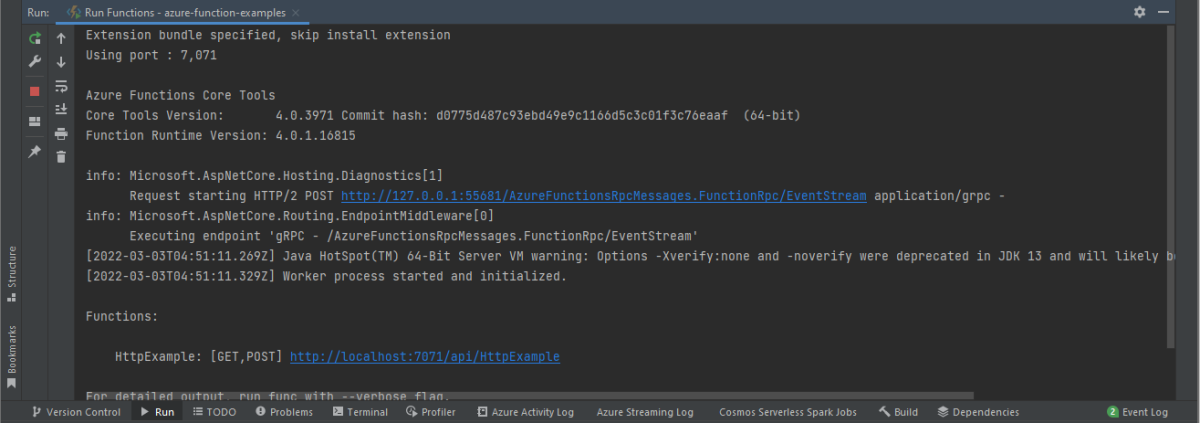 Run: Run Functions - azure-function-examples
Extension bundle specified, skip install extension
Using port : 7,071
Azure Functions Core Tools
Core Tools Version: 4.0.3971 Commit hash: d0775d487c93ebd49e9c1166d5c3c01f3c76eaaf (64-bit)
Function Runtime Version: 4.0.1.16815
info: Microsoft.AspNetCore.Hosting.Diagnostics[1]
Request starting HTTP/2 POST http://127.0.0.1:55681/AzureFunctionsRpcMessages.FunctionRpc/EventStream application/grpc -
info: Microsoft.AspNetCore.Routing.EndpointMiddleware[0]
Executing endpoint 'gRPC - /AzureFunctionsRpcMessages.FunctionRpc/EventStream'
[2022-03-03T04:51:11.269Z] Java HotSpot(TM) 64-Bit Server VM warning: Options -Xverify:none and -noverify were deprecated in JDK 13 and will likely
[2022-03-03T04:51:11.329Z] Worker process started and initialized.
Functions:
HttpExample: [GET,POST] http://localhost:7071/api/HttpExample
For detailed output, run func with --verbose flag.
Structure
Bookmarks
Version Control Run TODO Problems Terminal Profiler Azure Activity Log Azure Streaming Log Cosmos Serverless Spark Jobs Build Dependencies 2 Event Log